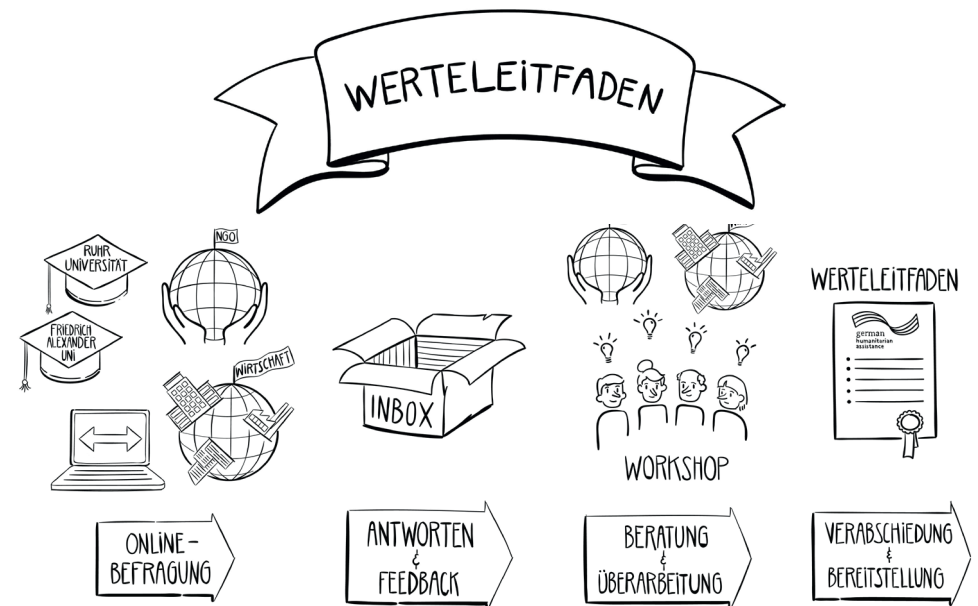 WERTELEiTFADEN
RUHR
UNIVERSITÄT
NGO
FRIEDRICH
ALEXANDER
UNI
WIRTSCHAFT
INBOX
WORKSHOP
WERTELEITFADEN
german
humanitarian
assistance
ONLiNE-
BEFRAGUNG
ANTWORTEN
&
FEEDBACK
BERATUNG
&
ÜBERARBEITUNG
VERABSCHIEDUNG
&
BEREITSTELLUNG